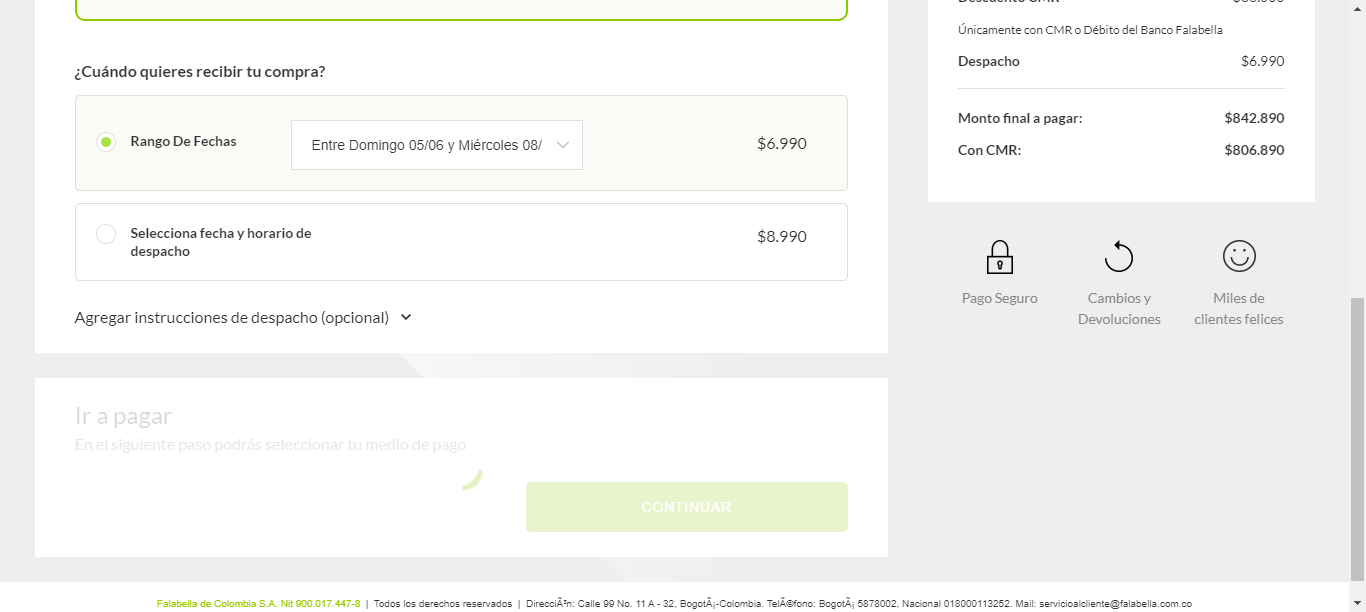 ¿Cuándo quieres recibir tu compra?
Rango De Fechas
Entre Domingo 05/06 y Miércoles 08/
$6.990
Selecciona fecha y horario de
despacho
$8.990
Agregar instrucciones de despacho (opcional)
Ir a pagar
En el siguiente paso podrás seleccionar tu medio de pago
CONTINUAR
Únicamente con CMR o Débito del Banco Falabella
Despacho $6.990
Monto final a pagar: $842.890
Con CMR: $806.890
Pago Seguro
Cambios y
Devoluciones
Miles de
clientes felices
Falabella de Colombia S.A. Nit 900.017.447-8 | Todos los derechos reservados | DirecciÃ³n: Calle 99 No. 11 A - 32, BogotÃ¡-Colombia. TelÃ©fono: BogotÃ¡ 5878002, Nacional 018000113252. Mail: servicioalcliente@falabella.com.co